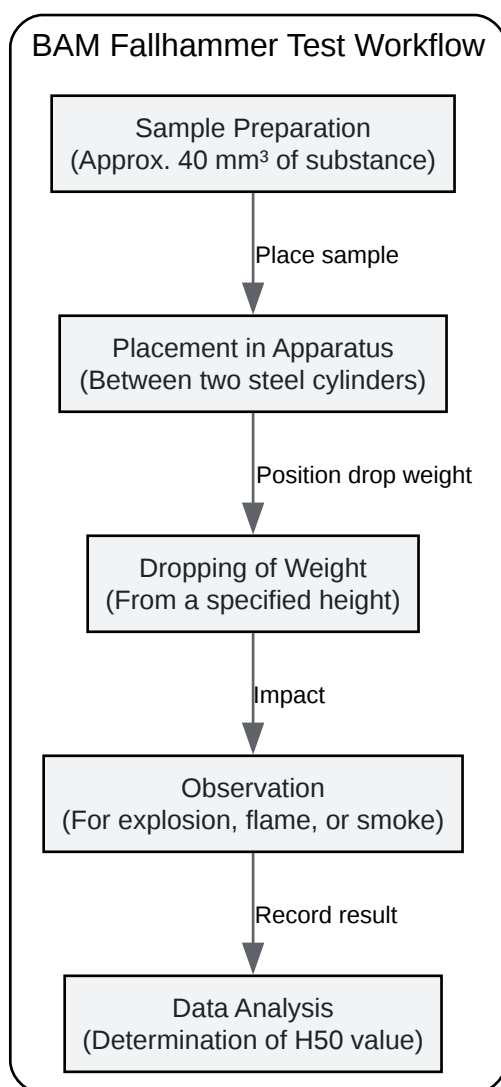 BAM Fallhammer Test Workflow
Sample Preparation
(Approx. 40 mm³ of substance)
Place sample
Placement in Apparatus
(Between two steel cylinders)
Position drop weight
Dropping of Weight
(From a specified height)
Impact
Observation
(For explosion, flame, or smoke)
Record result
Data Analysis
(Determination of H50 value)